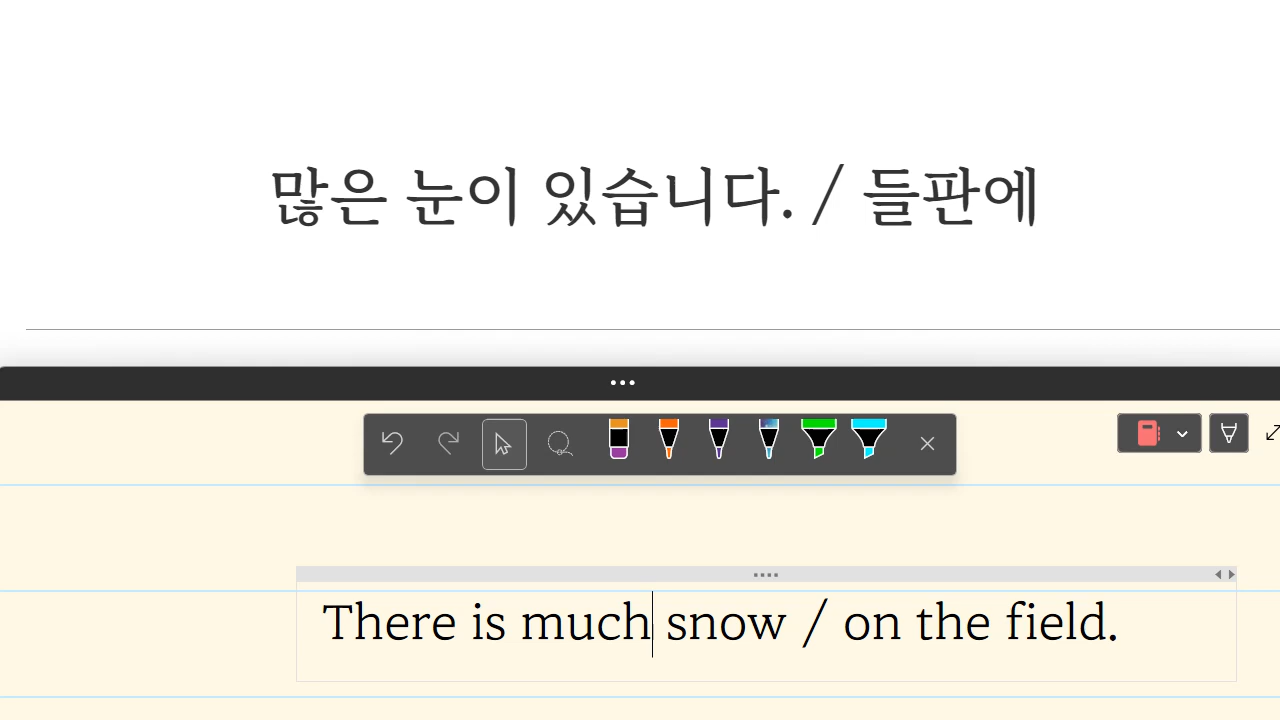 많은 눈이 있습니다. / 들판에
There is much snow / on the field.